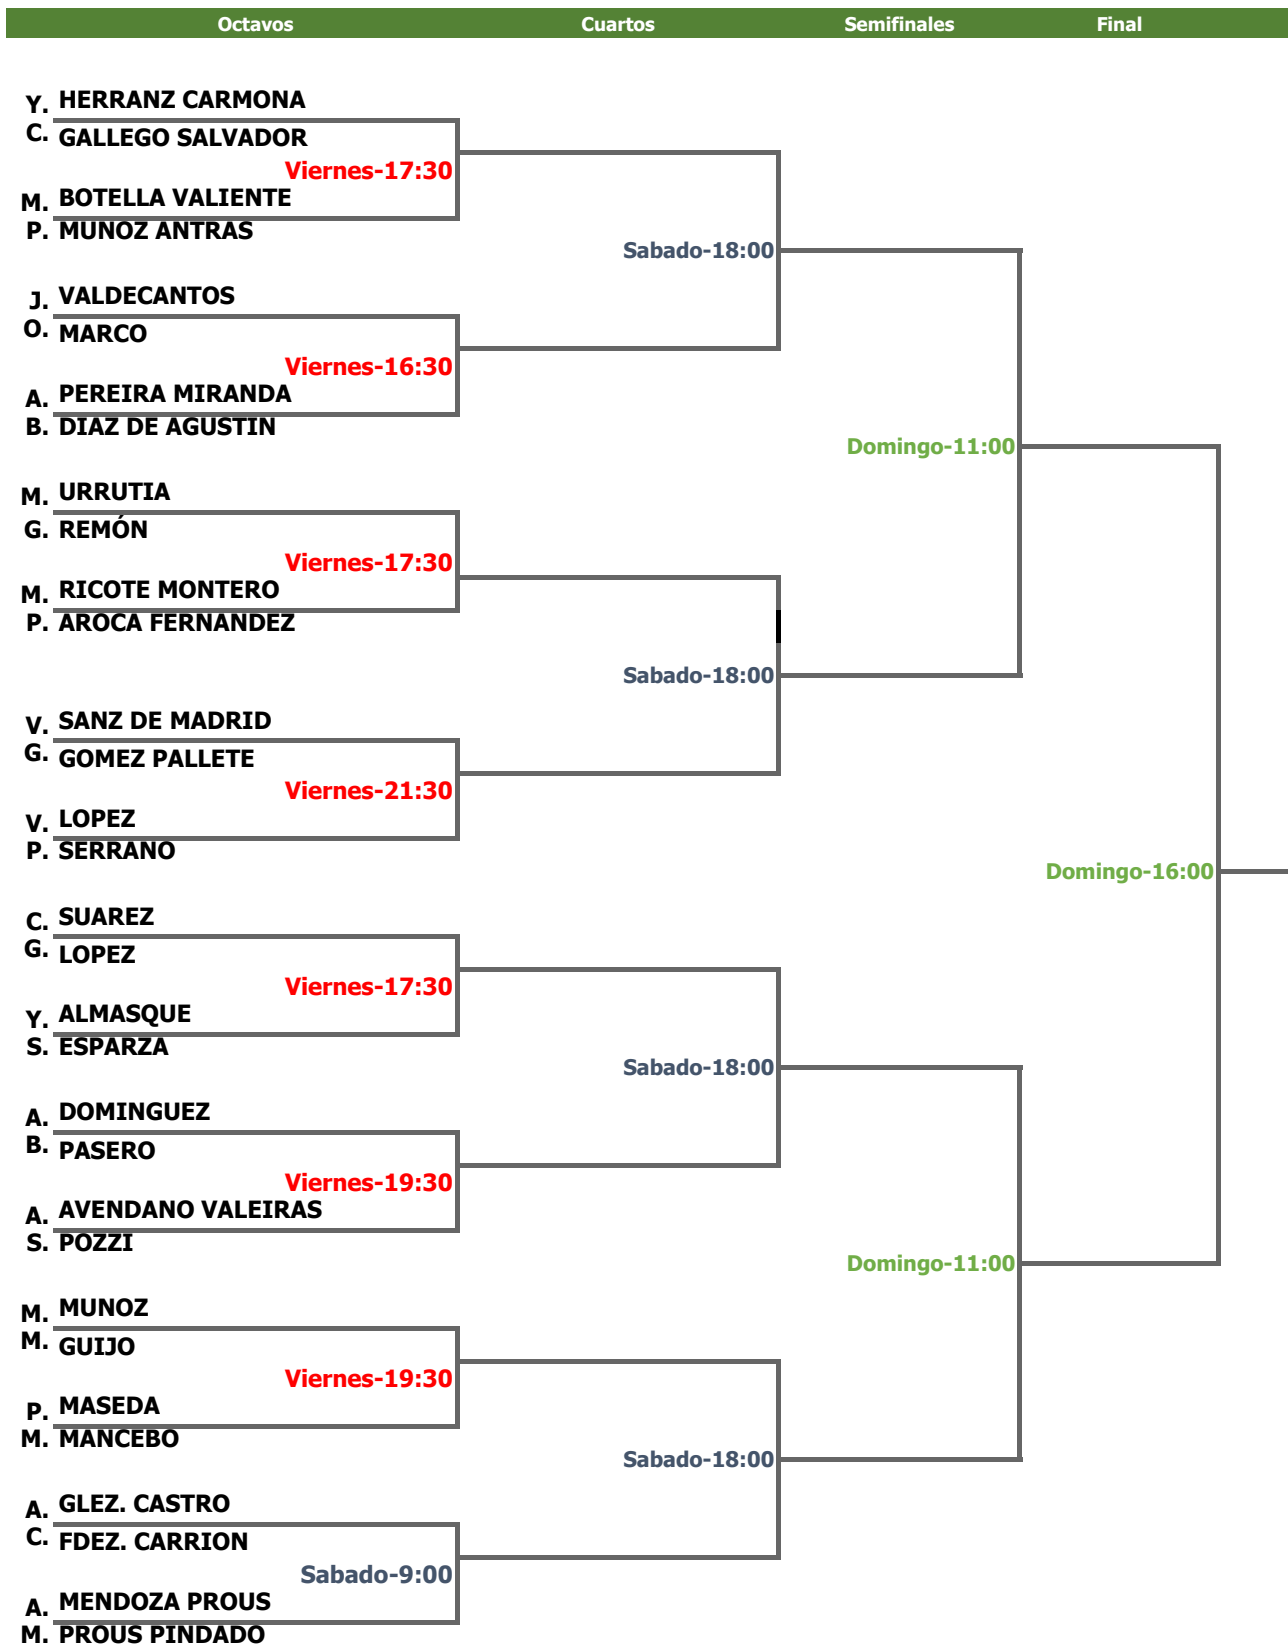 Octavos Cuartos Semifinales Final
Y. HERRANZ CARMONA
C. GALLEGO SALVADOR
Viernes-17:30
M. BOTELLA VALIENTE
P. MUNOZ ANTRAS
Sabado-18:00
J. VALDECANTOS
O. MARCO
Viernes-16:30
A. PEREIRA MIRANDA
B. DIAZ DE AGUSTIN
Domingo-11:00
M. URRUTIA
G. REMÓN
Viernes-17:30
M. RICOTE MONTERO
P. AROCA FERNANDEZ
Sabado-18:00
V. SANZ DE MADRID
G. GOMEZ PALLETE
Viernes-21:30
V. LOPEZ
P. SERRANO
Domingo-16:00
C. SUAREZ
G. LOPEZ
Viernes-17:30
Y. ALMASQUE
S. ESPARZA
Sabado-18:00
A. DOMINGUEZ
B. PASERO
Viernes-19:30
A. AVENDANO VALEIRAS
S. POZZI
Domingo-11:00
M. MUNOZ
M. GUIJO
Viernes-19:30
P. MASEDA
M. MANCEBO
Sabado-18:00
A. GLEZ. CASTRO
C. FDEZ. CARRION
Sabado-9:00
A. MENDOZA PROUS
M. PROUS PINDADO